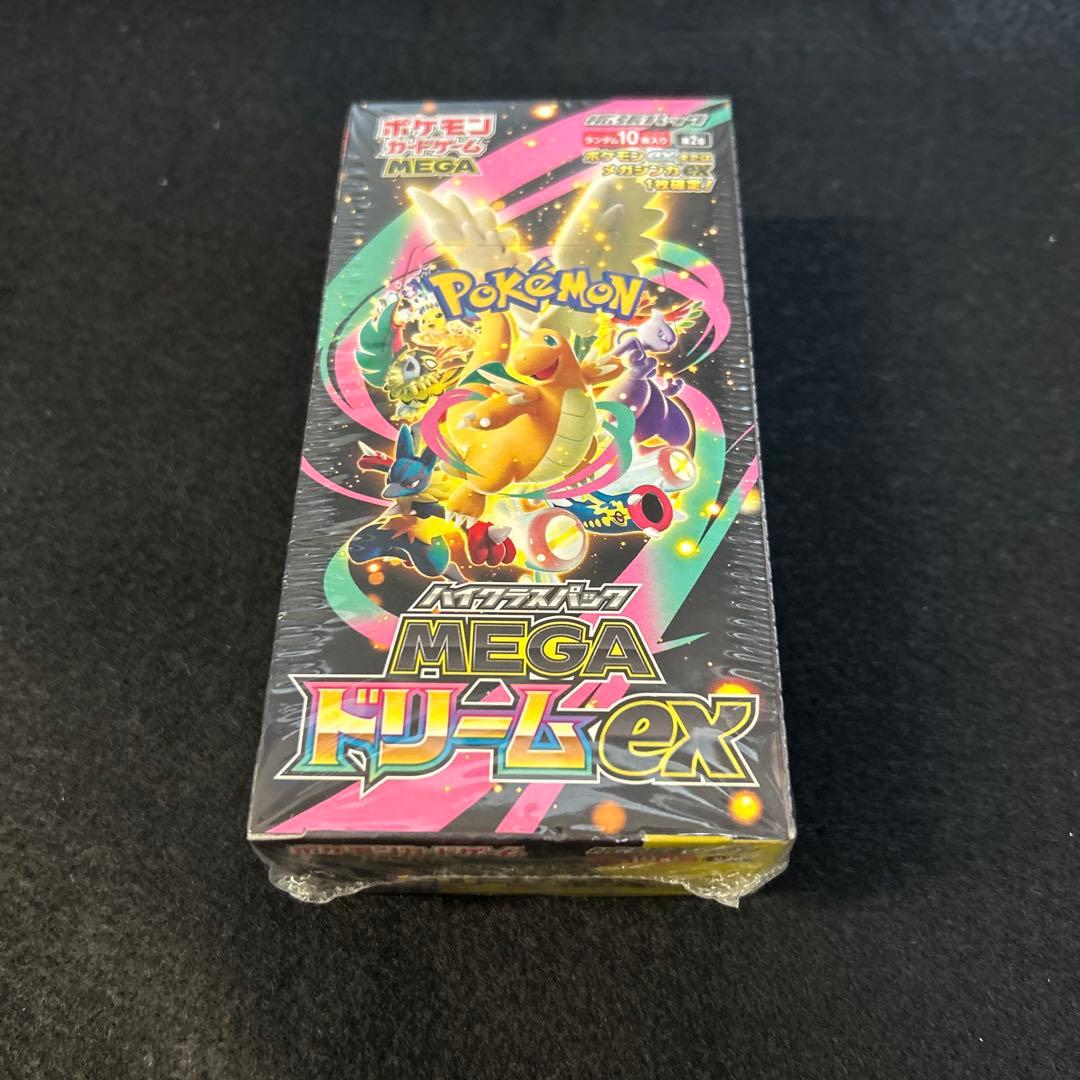 ポケモン
カードゲーム
MEGA
拡張パック
ランダム10枚入り
ポケモンexまたは
メガシンカex
1枚確定!
POKÉMON
ハイクラスパック
MEGA
ドリームex